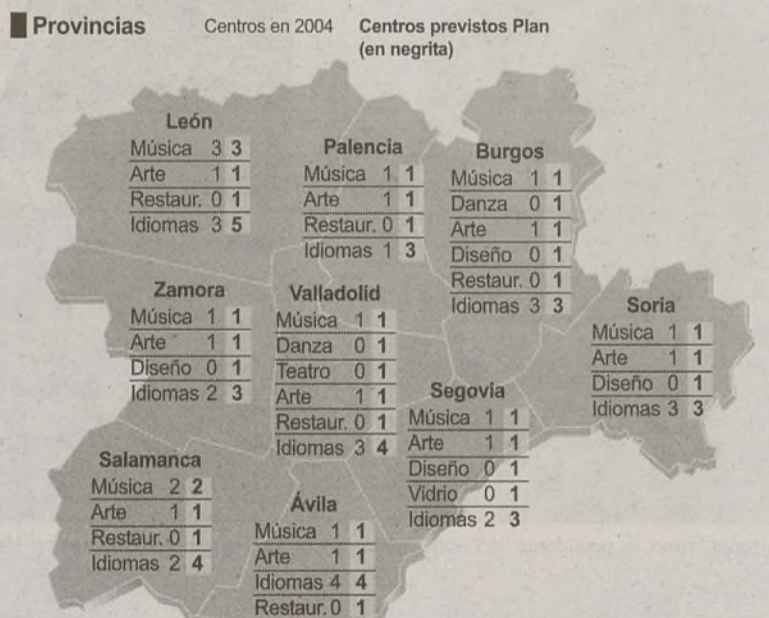 Provincias Centros en 2004 Centros previstos Plan
(en negrita)
León
Música 3 3
Arte 1 1
Restaur. 0 1
Idiomas 3 5
Palencia
Música 1 1
Arte 1 1
Restaur. 0 1
Idiomas 1 3
Burgos
Música 1 1
Danza 0 1
Arte 1 1
Diseño 0 1
Restaur. 0 1
Idiomas 3 3
Zamora
Música 1 1
Arte 1 1
Diseño 0 1
Idiomas 2 3
Valladolid
Música 1 1
Danza 0 1
Teatro 0 1
Arte 1 1
Restaur. 0 1
Idiomas 3 4
Soria
Música 1 1
Arte 1 1
Diseño 0 1
Idiomas 3 3
Segovia
Música 1 1
Arte 1 1
Diseño 0 1
Vidrio 0 1
Idiomas 2 3
Salamanca
Música 2 2
Arte 1 1
Restaur. 0 1
Idiomas 2 4
Ávila
Música 1 1
Arte 1 1
Idiomas 4 4
Restaur. 0 1